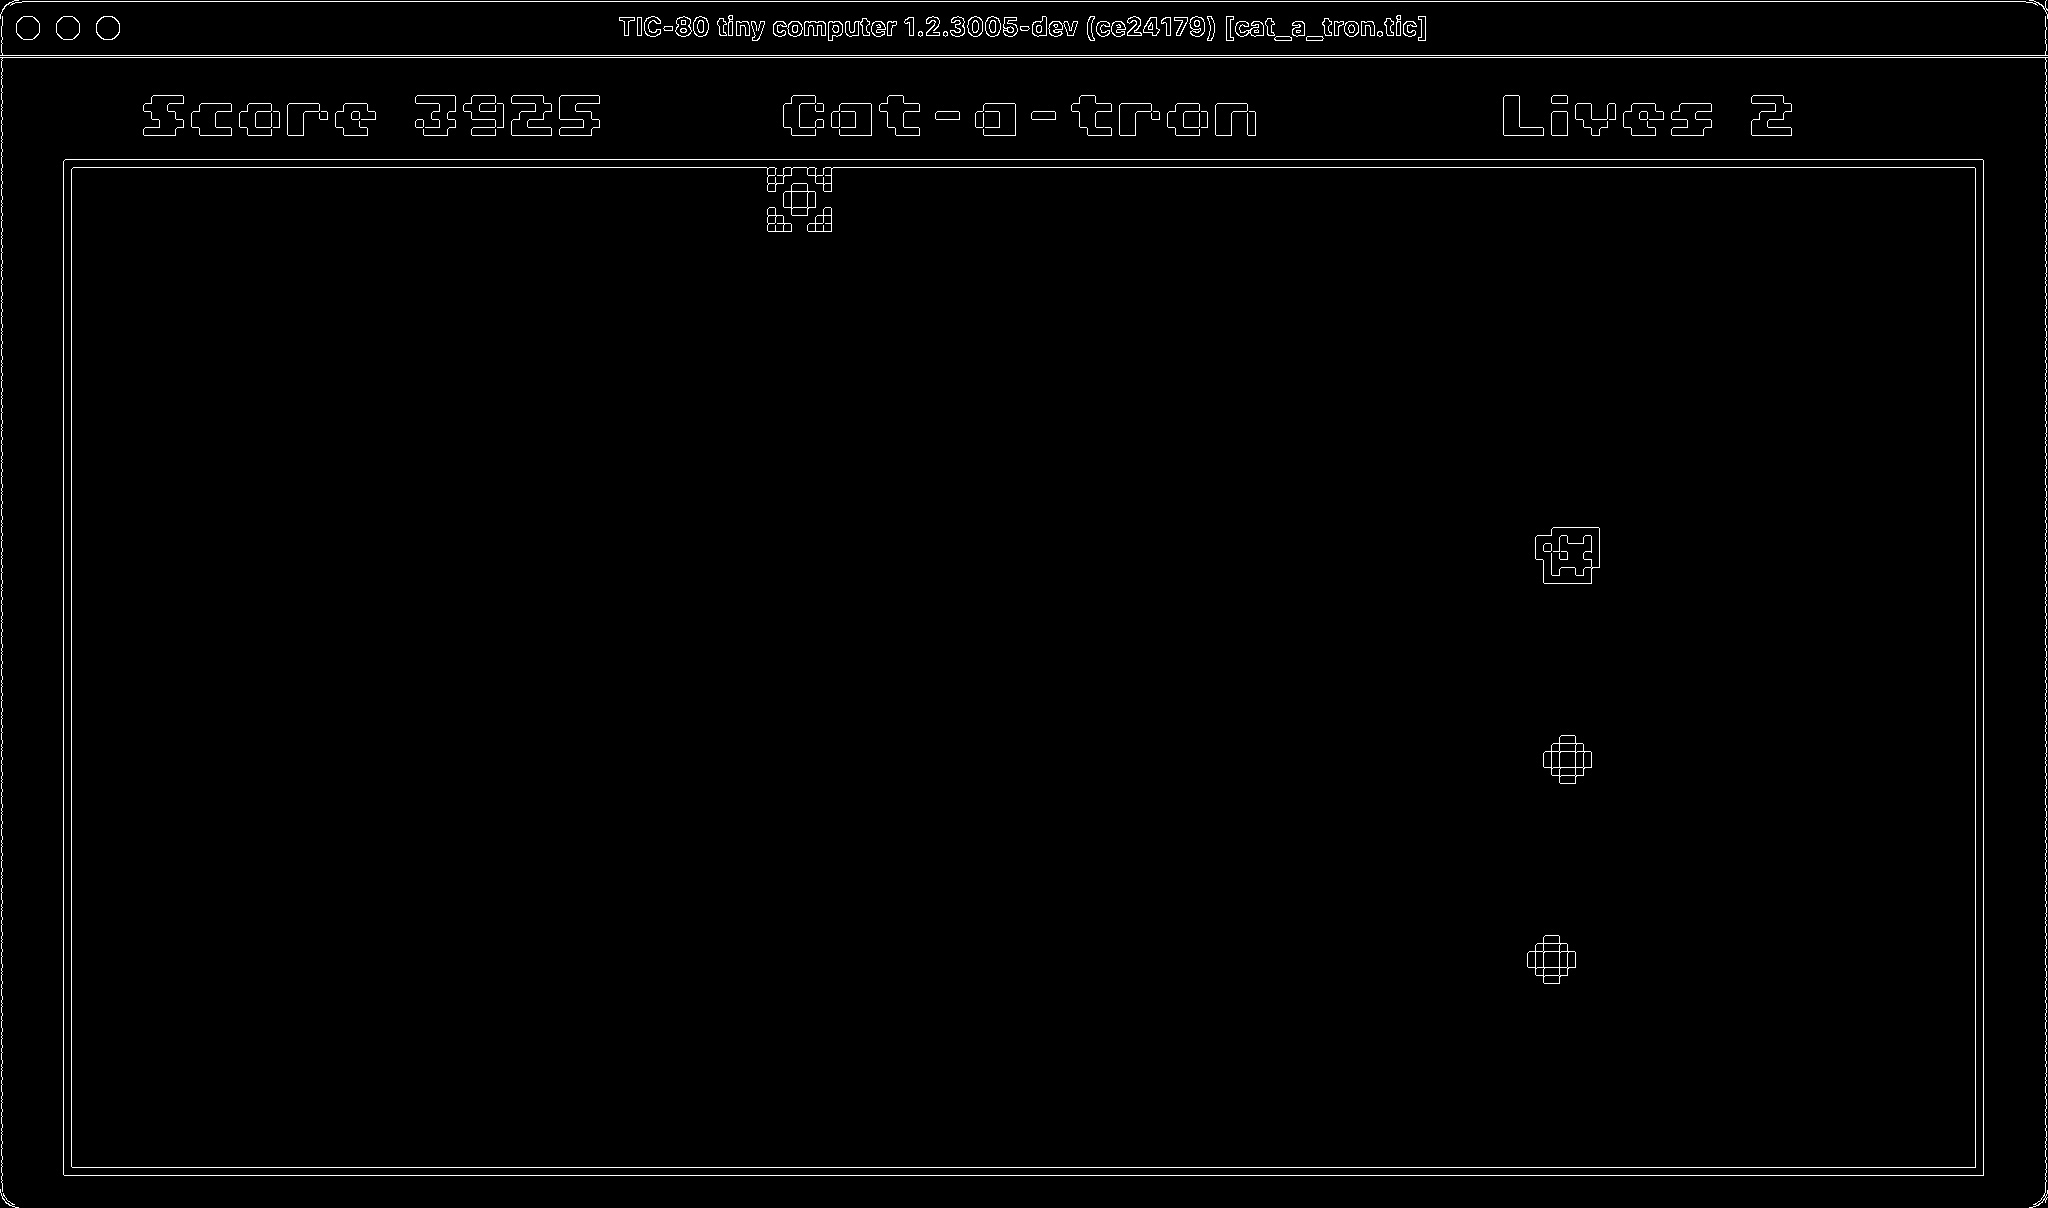 TIC-80 tiny computer 1.2.3005-dev (ce24179) [cat_a_tron.tic]
Score 3925 Cat-a-tron Lives 2